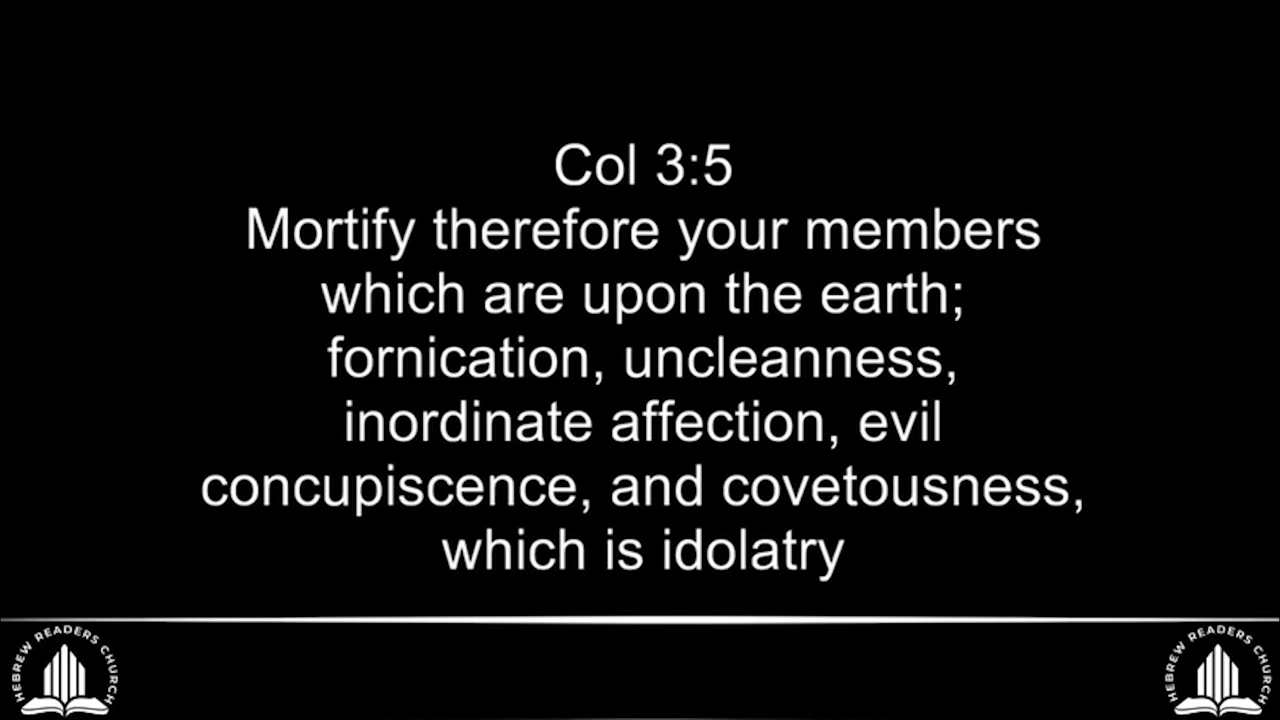 Col 3:5
Mortify therefore your members
which are upon the earth;
fornication, uncleanness,
inordinate affection, evil
concupiscence, and covetousness,
which is idolatry
HEBREW READERS CHURCH
HEBREW READERS CHURCH